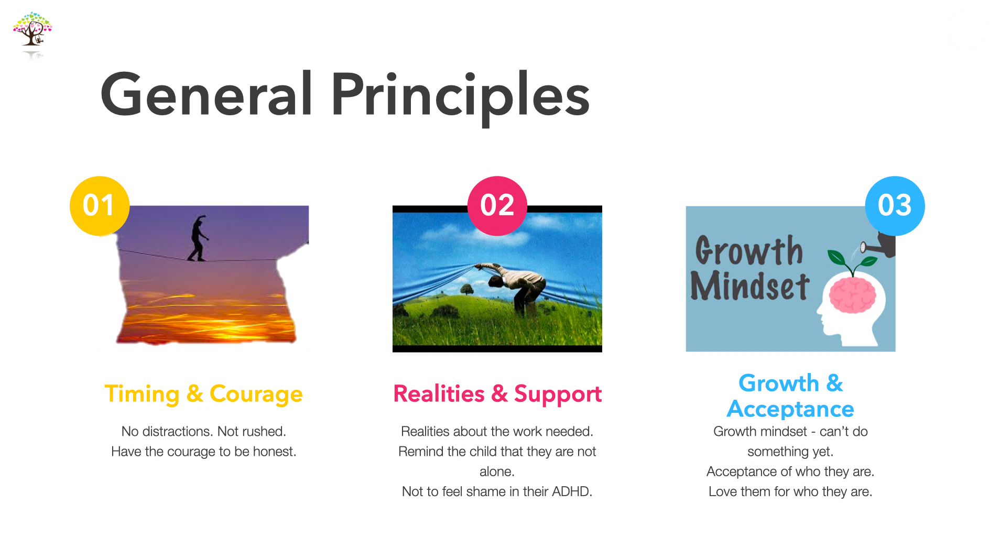 General Principles
01
02
03
Growth
Mindset
Timing & Courage
No distractions. Not rushed.
Have the courage to be honest.
Realities & Support
Realities about the work needed.
Remind the child that they are not
alone.
Not to feel shame in their ADHD.
Growth &
Acceptance
Growth mindset - can’t do
something yet.
Acceptance of who they are.
Love them for who they are.